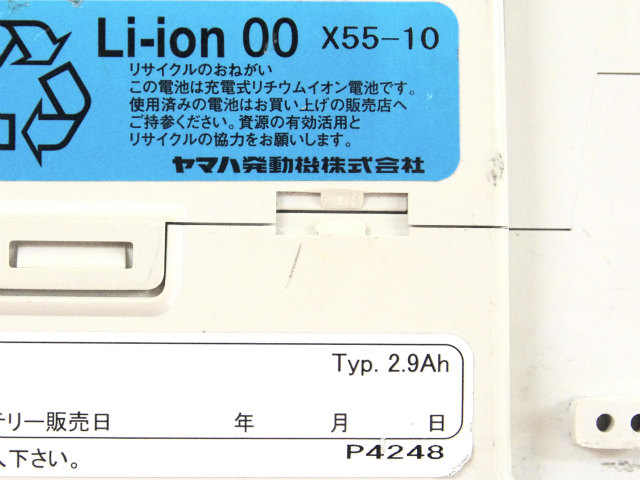 Li-ion 00 X55-10
リサイクルのおねがい
この電池は充電式リチウムイオン電池です。
使用済みの電池はお買い上げの販売店へ
ご持参ください。資源の有効活用と
リサイクルの協力をお願いします。
ヤマハ発動機株式会社
Typ. 2.9Ah
テリー販売日 年 月 日
下さい。 P4248